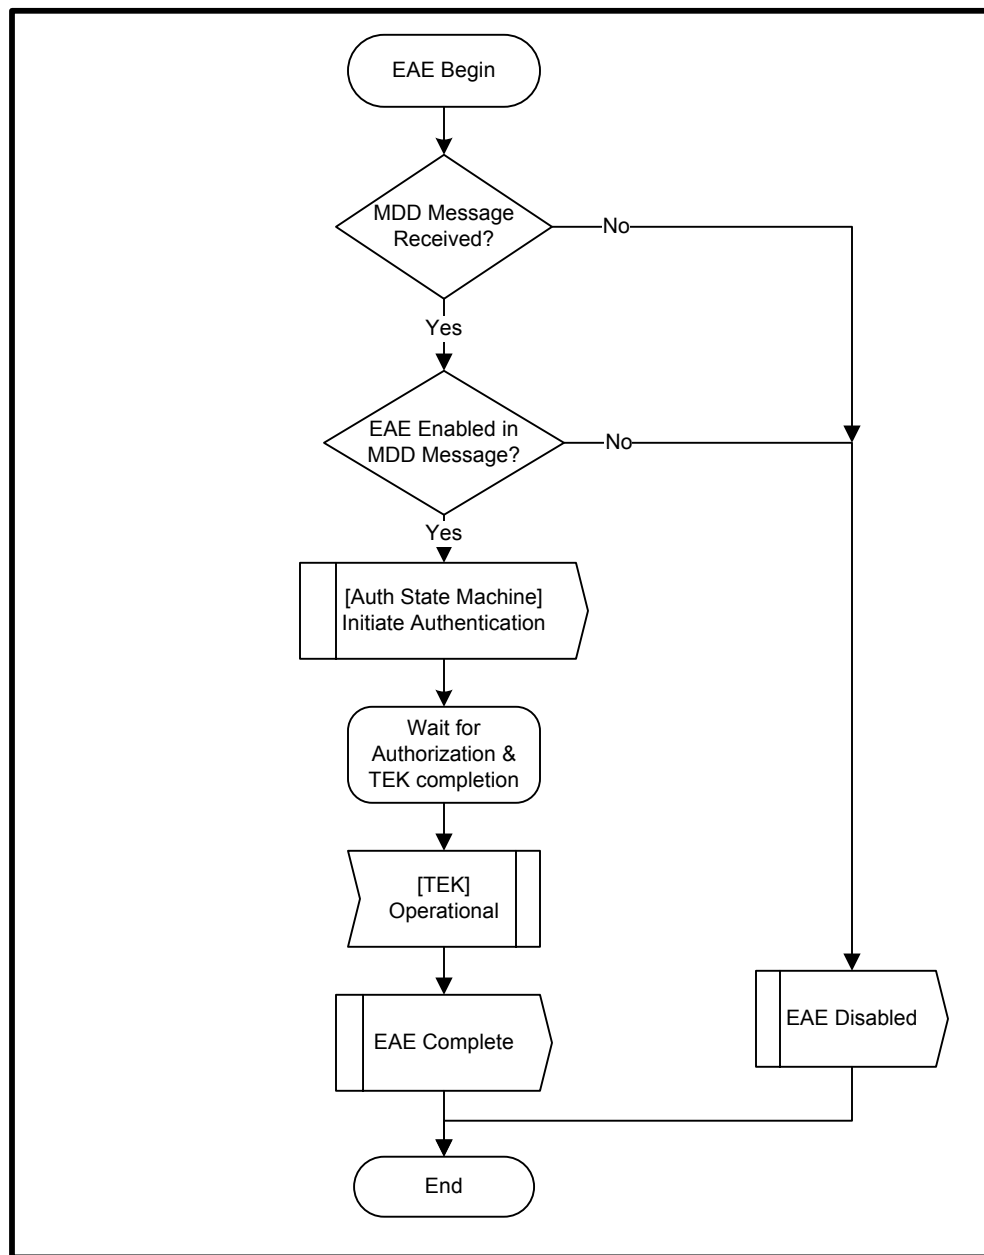 EAE Begin
MDD Message
Received?
No
Yes
EAE Enabled in
MDD Message?
No
Yes
[Auth State Machine]
Initiate Authentication
Wait for
Authorization &
TEK completion
[TEK]
Operational
EAE Complete
EAE Disabled
End